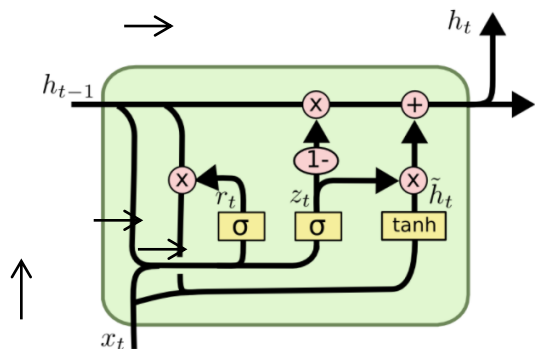 h_t
h_{t-1}
x
+
1-
x
r_t
z_t
x
h̃_t
σ
σ
tanh
x_t